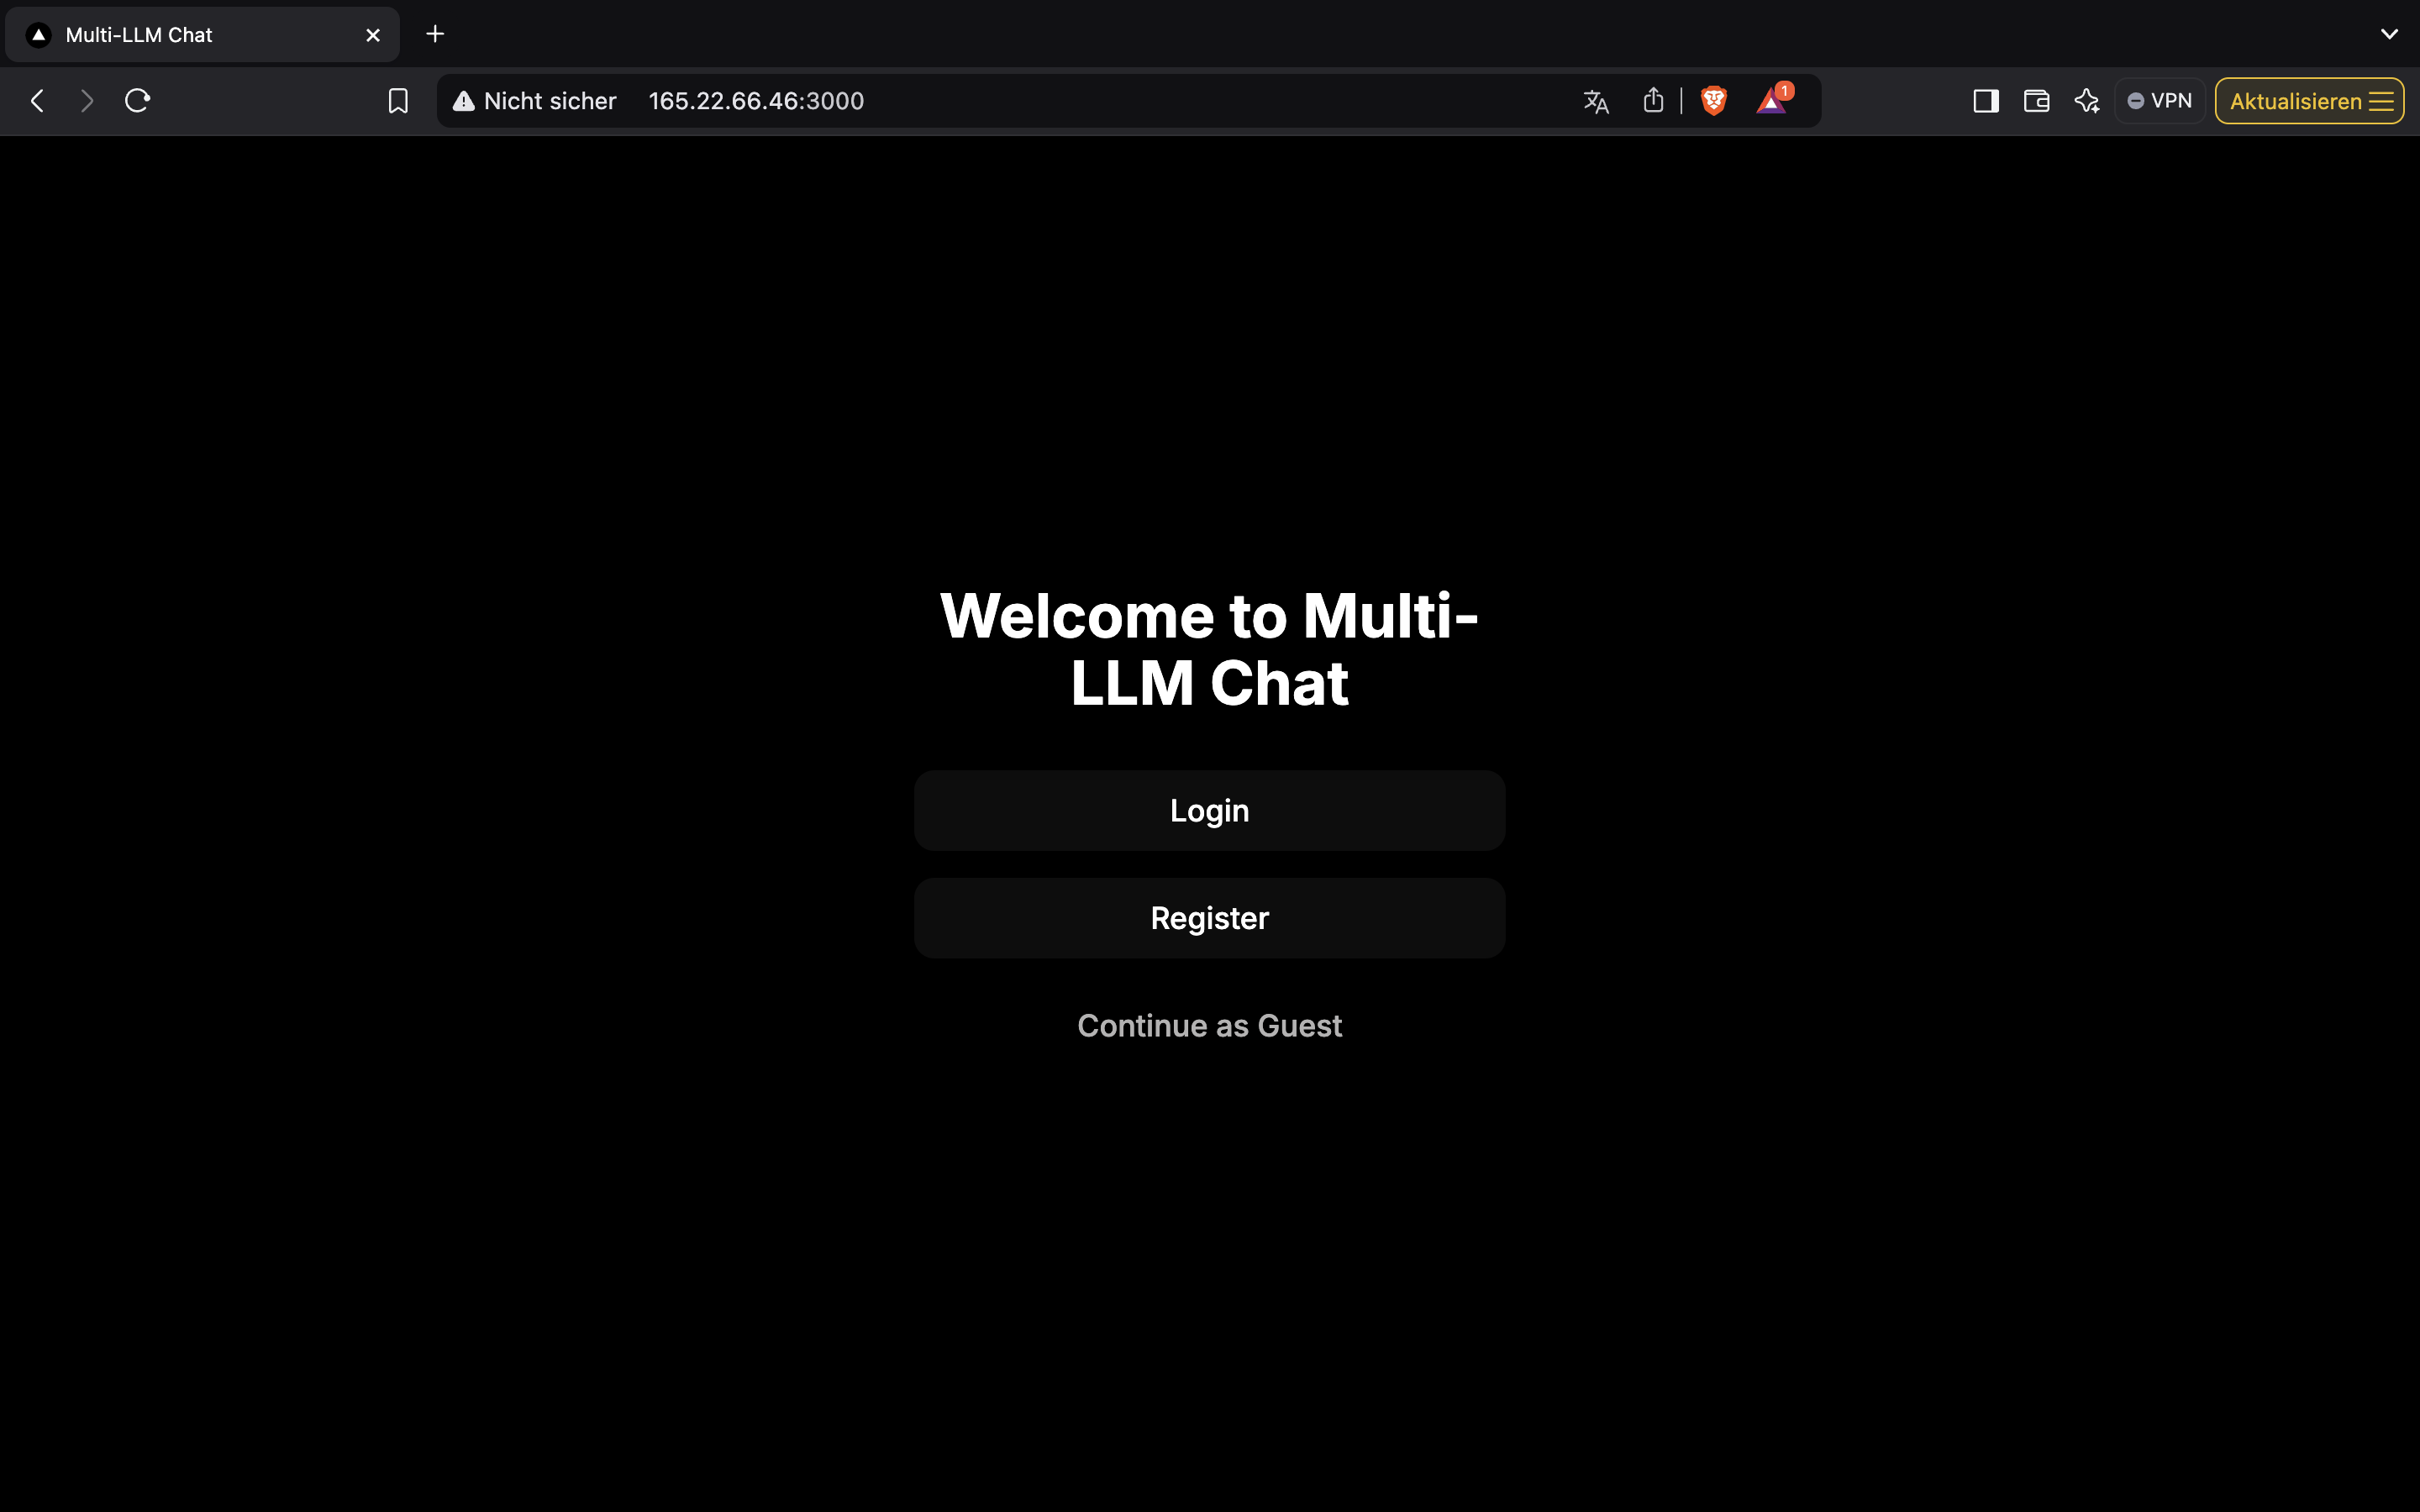 Multi-LLM Chat
Nicht sicher 165.22.66.46:3000
1
VPN
Aktualisieren
Welcome to Multi-
LLM Chat
Login
Register
Continue as Guest